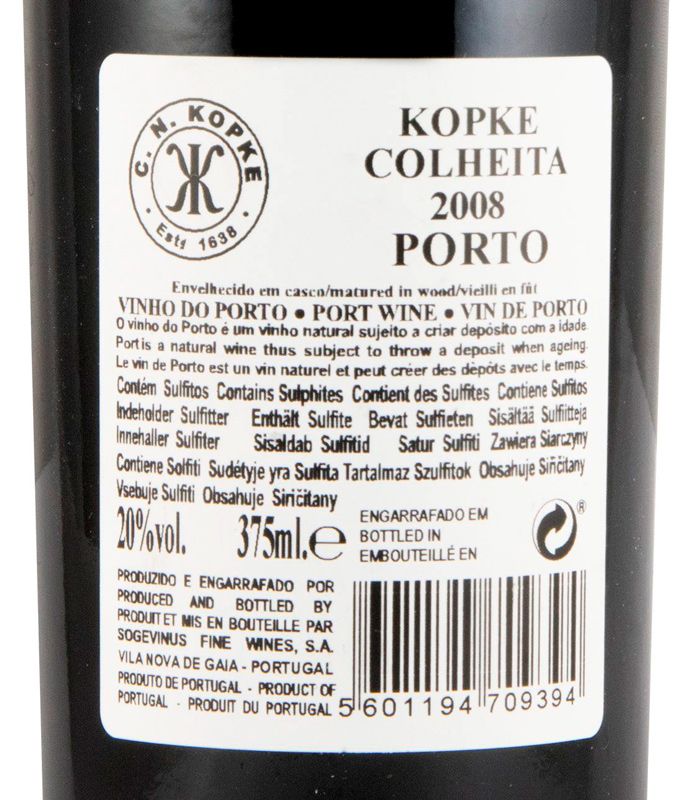 C. N. KOPKE
· Estd 1638 ·
KOPKE
COLHEITA
2008
PORTO
Envelhecido em casco/matured in wood/vieilli en fût
VINHO DO PORTO • PORT WINE • VIN DE PORTO
O vinho do Porto é um vinho natural sujeito a criar depósito com a idade.
Port is a natural wine thus subject to throw a deposit when ageing.
Le vin de Porto est un vin naturel et peut créer des dèpôts avec le temps.
Contém Sulfitos Contains Sulphites Contient des Sulfites Contiene Sulfitos
Indeholder Sulfitter Enthält Sulfite Bevat Sulfieten Sisältää Sulfiitteja
Innehaller Sulfiter Sisaldab Sulfitid Satur Sulfiti Zawiera Siarczyny
Contiene Solfiti Sudétyje yra Sulfita Tartalmaz Szulfitok Obsahuje Siřičitany
Vsebuje Sulfiti Obsahuje Siričitany
20%vol. 375ml.℮
ENGARRAFADO EM
BOTTLED IN
EMBOUTEILLÉ EN
®
PRODUZIDO E ENGARRAFADO POR
PRODUCED AND BOTTLED BY
PRODUIT ET MIS EN BOUTEILLE PAR
SOGEVINUS FINE WINES, S.A.
VILA NOVA DE GAIA - PORTUGAL
PRODUTO DE PORTUGAL - PRODUCT OF
PORTUGAL - PRODUIT DU PORTUGAL
5 601194 709394